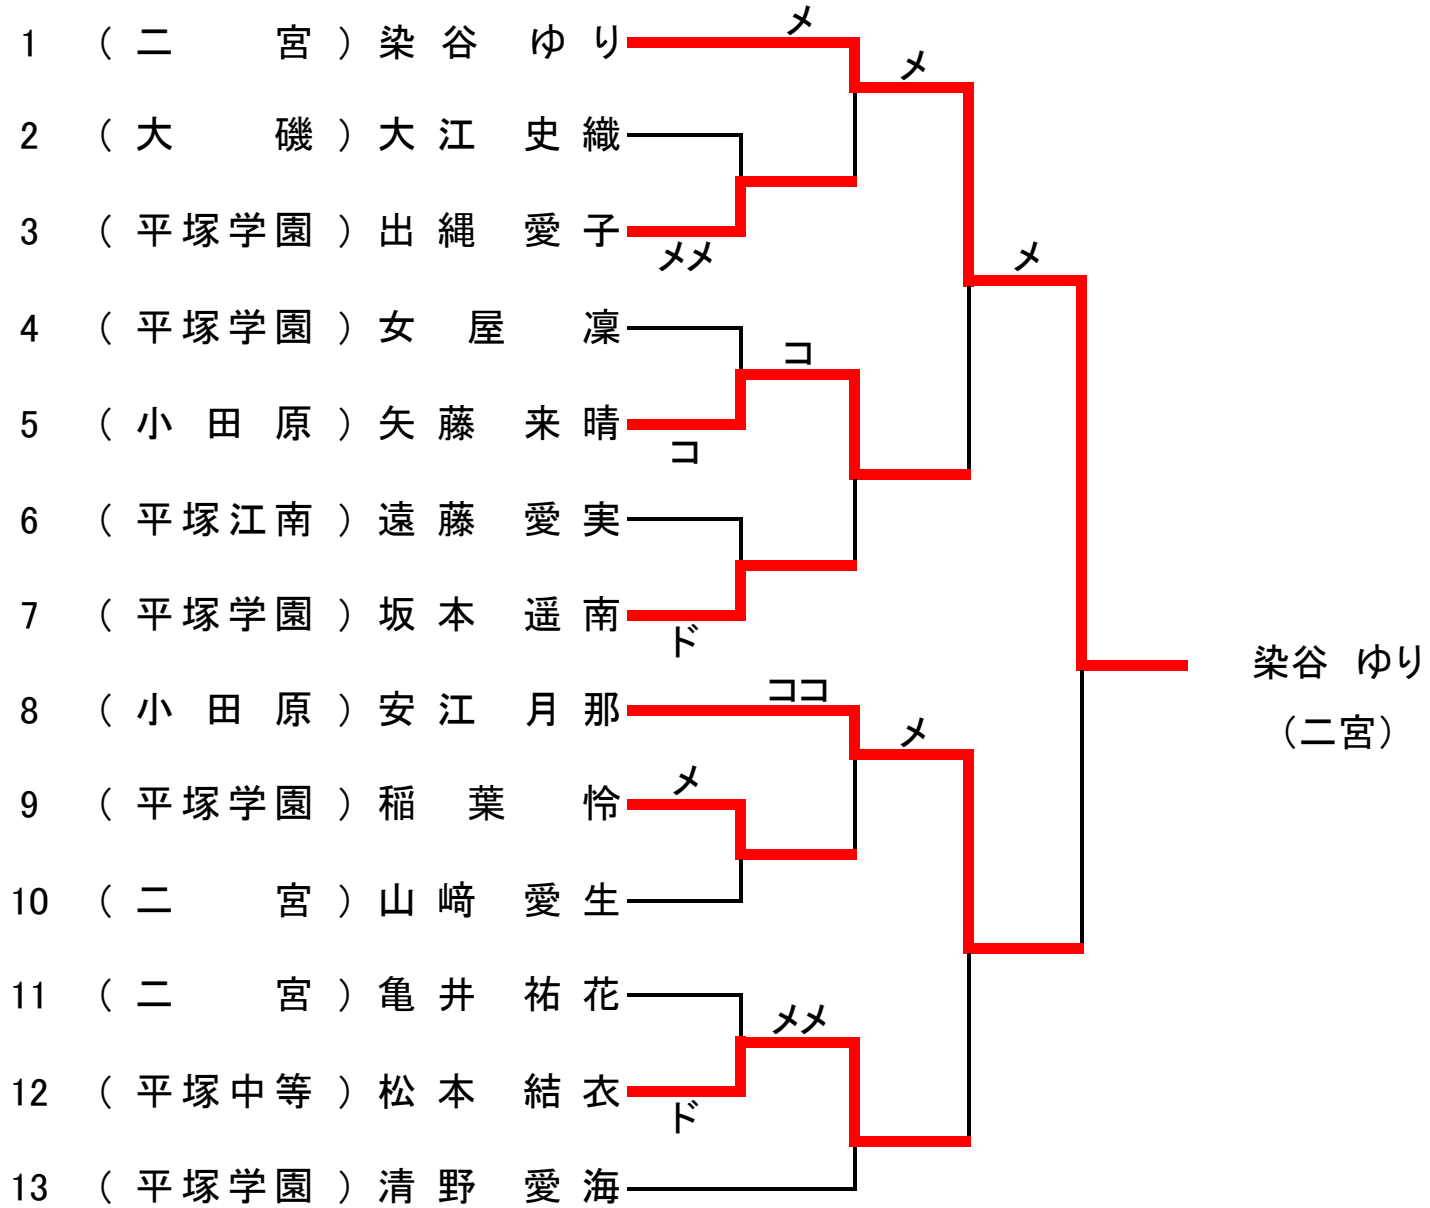 メ
1 （二宮）染谷 ゆり
メ
2 （大磯）大江 史織
3 （平塚学園）出縄 愛子
メメ
メ
4 （平塚学園）女屋 凜
コ
5 （小田原）矢藤 来晴
コ
6 （平塚江南）遠藤 愛実
7 （平塚学園）坂本 遥南
ド
染谷 ゆり
（二宮）
ココ
8 （小田原）安江 月那
メ
メ
9 （平塚学園）稲葉 怜
10 （二宮）山﨑 愛生
11 （二宮）亀井 祐花
メメ
12 （平塚中等）松本 結衣
ド
13 （平塚学園）清野 愛海